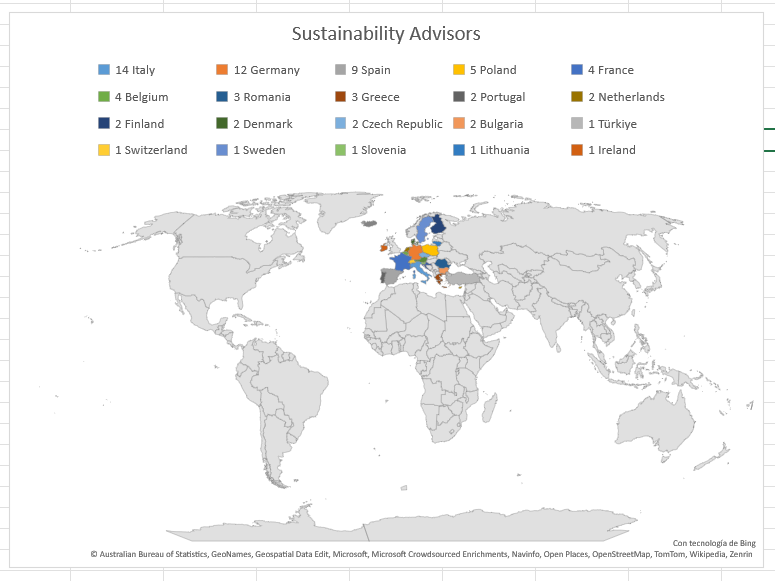 Sustainability Advisors
14 Italy 12 Germany 9 Spain 5 Poland 4 France
4 Belgium 3 Romania 3 Greece 2 Portugal 2 Netherlands
2 Finland 2 Denmark 2 Czech Republic 2 Bulgaria 1 Türkiye
1 Switzerland 1 Sweden 1 Slovenia 1 Lithuania 1 Ireland
Con tecnología de Bing
© Australian Bureau of Statistics, GeoNames, Geospatial Data Edit, Microsoft, Microsoft Crowdsourced Enrichments, Navinfo, Open Places, OpenStreetMap, TomTom, Wikipedia, Zenrin